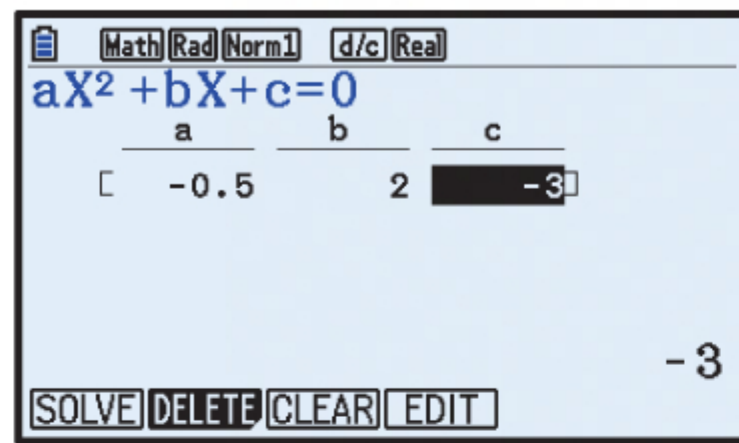 Math Rad Norm1 d/c Real
aX² +bX+c=0
a b c
[ -0.5 2 -3 ]
-3
SOLVE DELETE CLEAR EDIT